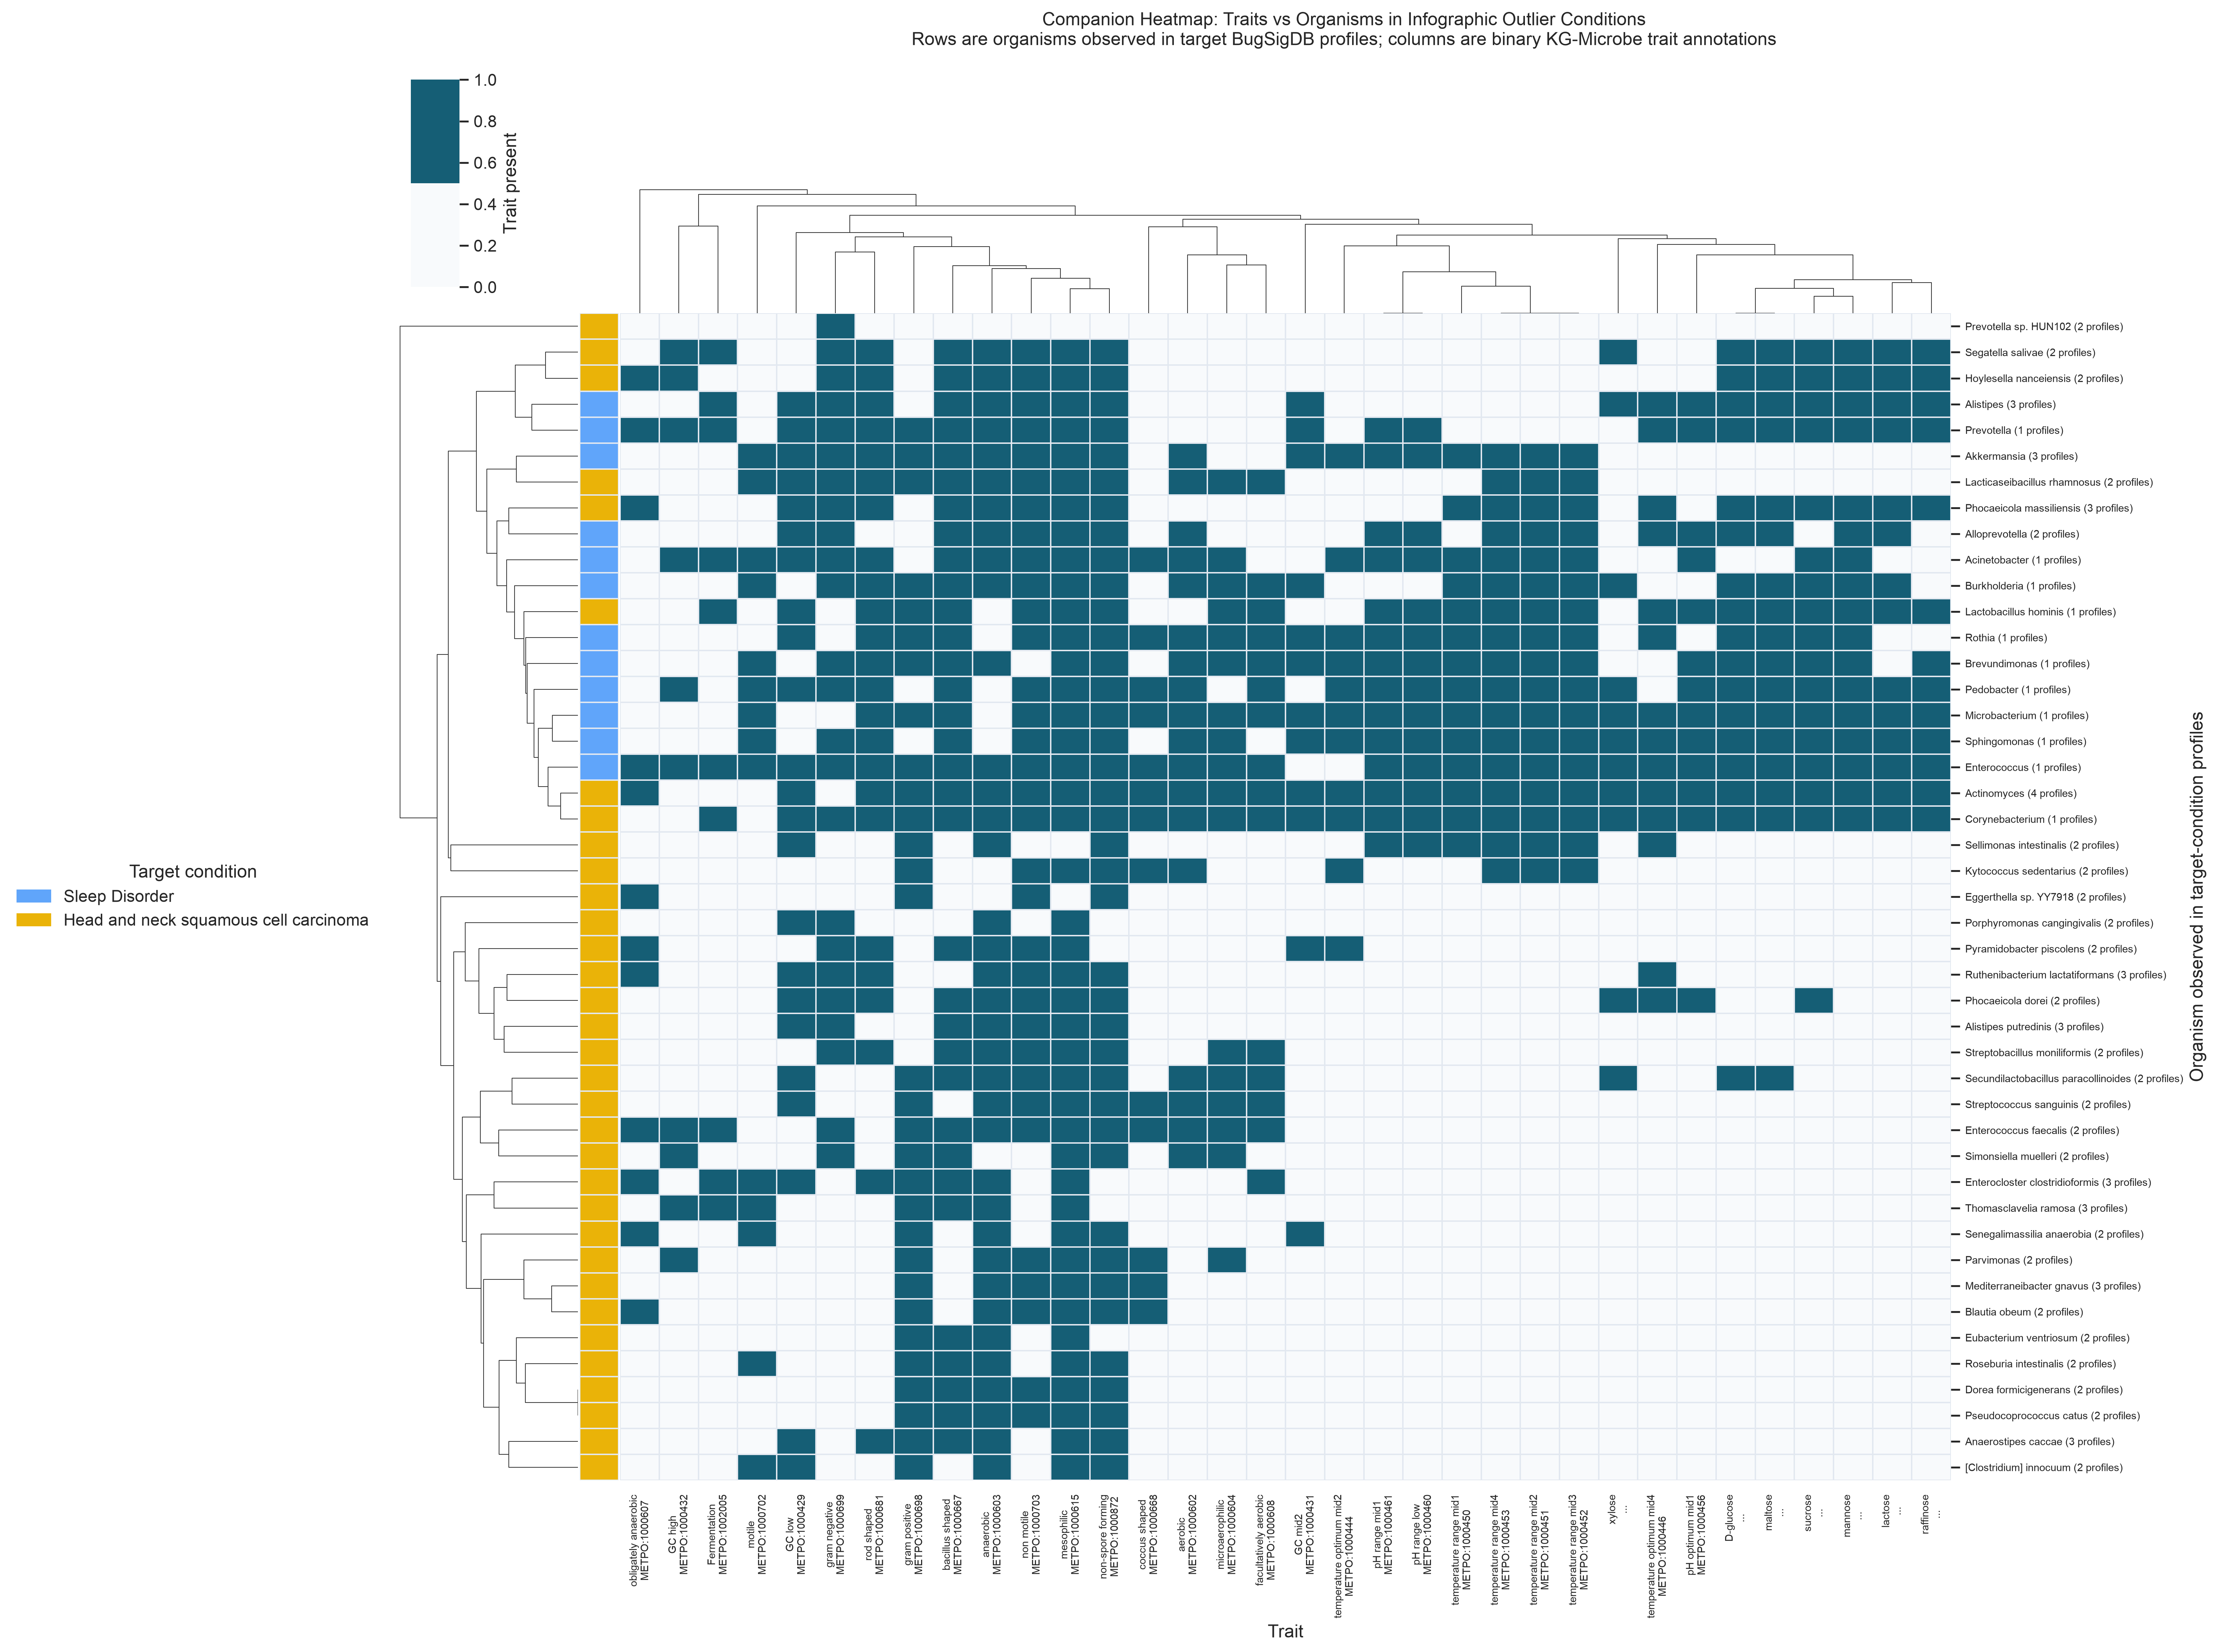 Companion Heatmap: Traits vs Organisms in Infographic Outlier Conditions
Rows are organisms observed in target BugSigDB profiles; columns are binary KG-Microbe trait annotations
1.0
0.8
0.6
0.4
0.2
0.0
Trait present
Target condition
Sleep Disorder
Head and neck squamous cell carcinoma
Prevotella sp. HUN102 (2 profiles)
Segatella salivae (2 profiles)
Hoylesella nanceiensis (2 profiles)
Alistipes (3 profiles)
Prevotella (1 profiles)
Akkermansia (3 profiles)
Lacticaseibacillus rhamnosus (2 profiles)
Phocaeicola massiliensis (3 profiles)
Alloprevotella (2 profiles)
Acinetobacter (1 profiles)
Burkholderia (1 profiles)
Lactobacillus hominis (1 profiles)
Rothia (1 profiles)
Brevundimonas (1 profiles)
Pedobacter (1 profiles)
Microbacterium (1 profiles)
Sphingomonas (1 profiles)
Enterococcus (1 profiles)
Actinomyces (4 profiles)
Corynebacterium (1 profiles)
Sellimonas intestinalis (2 profiles)
Kytococcus sedentarius (2 profiles)
Eggerthella sp. YY7918 (2 profiles)
Porphyromonas cangingivalis (2 profiles)
Pyramidobacter piscolens (2 profiles)
Ruthenibacterium lactatiformans (3 profiles)
Phocaeicola dorei (2 profiles)
Alistipes putredinis (3 profiles)
Streptobacillus moniliformis (2 profiles)
Secundilactobacillus paracollinoides (2 profiles)
Streptococcus sanguinis (2 profiles)
Enterococcus faecalis (2 profiles)
Simonsiella muelleri (2 profiles)
Enterocloster clostridioformis (3 profiles)
Thomasclavelia ramosa (3 profiles)
Senegalimassilia anaerobia (2 profiles)
Parvimonas (2 profiles)
Mediterraneibacter gnavus (3 profiles)
Blautia obeum (2 profiles)
Eubacterium ventriosum (2 profiles)
Roseburia intestinalis (2 profiles)
Dorea formicigenerans (2 profiles)
Pseudocoprococcus catus (2 profiles)
Anaerostipes caccae (3 profiles)
[Clostridium] innocuum (2 profiles)
Organism observed in target-condition profiles
obligately anaerobic
METPO:1000607
GC high
METPO:1000432
Fermentation
METPO:1002005
motile
METPO:1000702
GC low
METPO:1000429
gram negative
METPO:1000699
rod shaped
METPO:1000681
gram positive
METPO:1000698
bacillus shaped
METPO:1000667
anaerobic
METPO:1000603
non motile
METPO:1000703
mesophilic
METPO:1000615
non-spore forming
METPO:1000872
coccus shaped
METPO:1000668
aerobic
METPO:1000602
microaerophilic
METPO:1000604
facultatively aerobic
METPO:1000608
GC mid2
METPO:1000431
temperature optimum mid2
METPO:1000444
pH range mid1
METPO:1000461
pH range low
METPO:1000460
temperature range mid1
METPO:1000450
temperature range mid4
METPO:1000453
temperature range mid2
METPO:1000451
temperature range mid3
METPO:1000452
xylose
...
temperature optimum mid4
METPO:1000446
pH optimum mid1
METPO:1000456
D-glucose
...
maltose
...
sucrose
...
mannose
...
lactose
...
raffinose
...
Trait